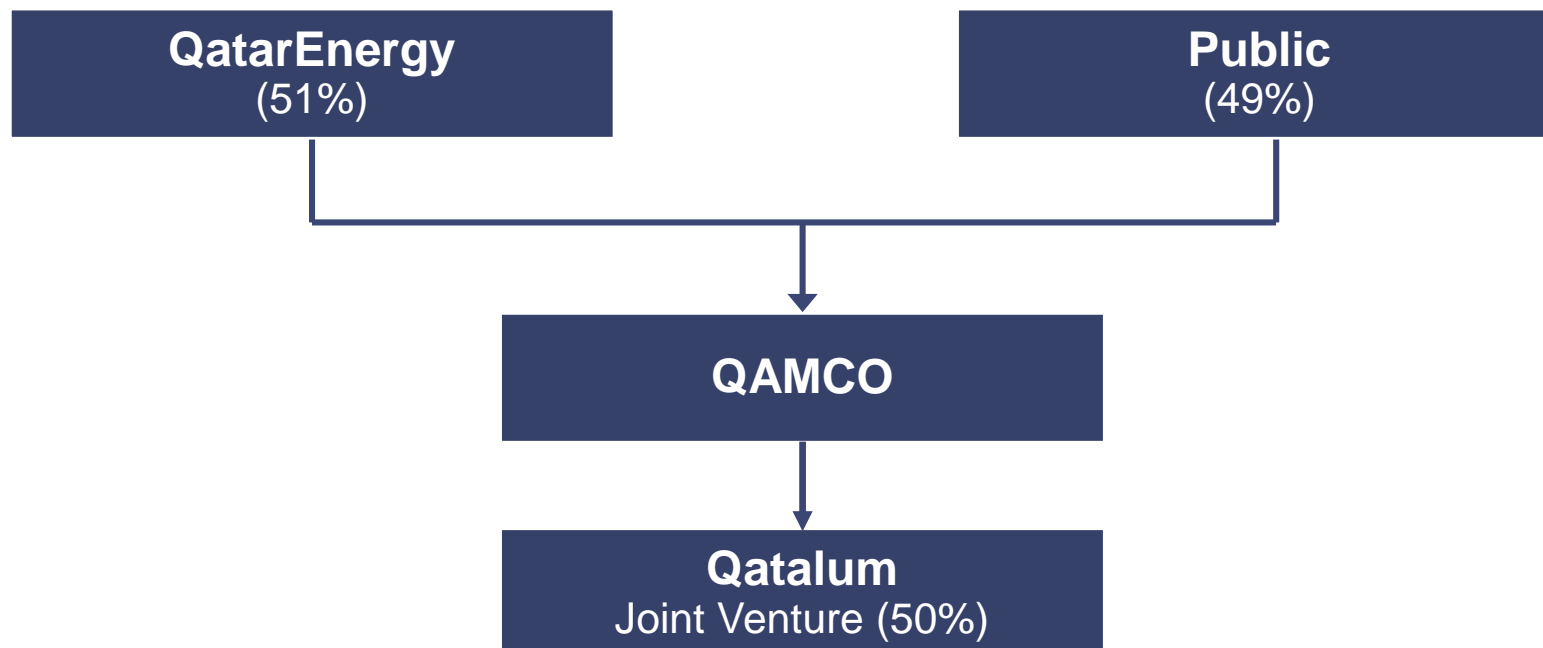 QatarEnergy
(51%)
Public
(49%)
QAMCO
Qatalum
Joint Venture (50%)